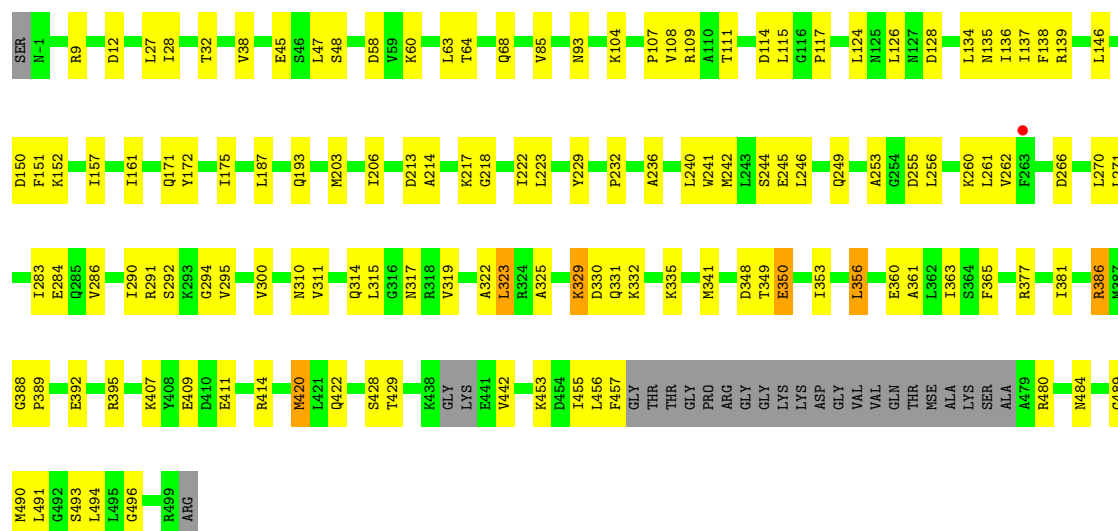 SER N-1 R9 D12 L27 I28 T32 V38 E45 S46 L47 S48 D58 V59 K60 L63 T64 Q68 V85 N93 K104 P107 V108 R109 A110 T111 D114 L115 G116 P117 L124 N125 L126 N127 D128 L134 N135 I136 I137 F138 R139 L146
D150 F151 K152 I157 I161 Q171 Y172 I175 L187 Q193 M203 I206 D213 A214 K217 G218 I222 L223 Y229 P232 A236 L240 W241 M242 L243 S244 E245 L246 Q249 A253 G254 D255 L256 K260 L261 V262 F263 D266 L270 L271
I283 E284 Q285 V286 I290 R291 S292 K293 G294 V295 V300 N310 V311 Q314 L315 G316 N317 R318 V319 A322 L323 R324 A325 K329 D330 Q331 K332 K335 M341 D348 T349 E350 I353 L356 E360 A361 L362 I363 S364 F365 R377 I381 R386 M387
G388 P389 E392 R395 K407 Y408 E409 D410 E411 R414 M420 L421 Q422 S428 T429 K438 GLY LYS E441 V442 K453 D454 I455 L456 F457 GLY THR THR GLY PRO ARG GLY GLY LYS LYS ASP GLY VAL VAL GLN THR MSE ALA LYS SER ALA A479 R480 N484 G489
M490 L491 G492 S493 L494 L495 G496 R499 ARG